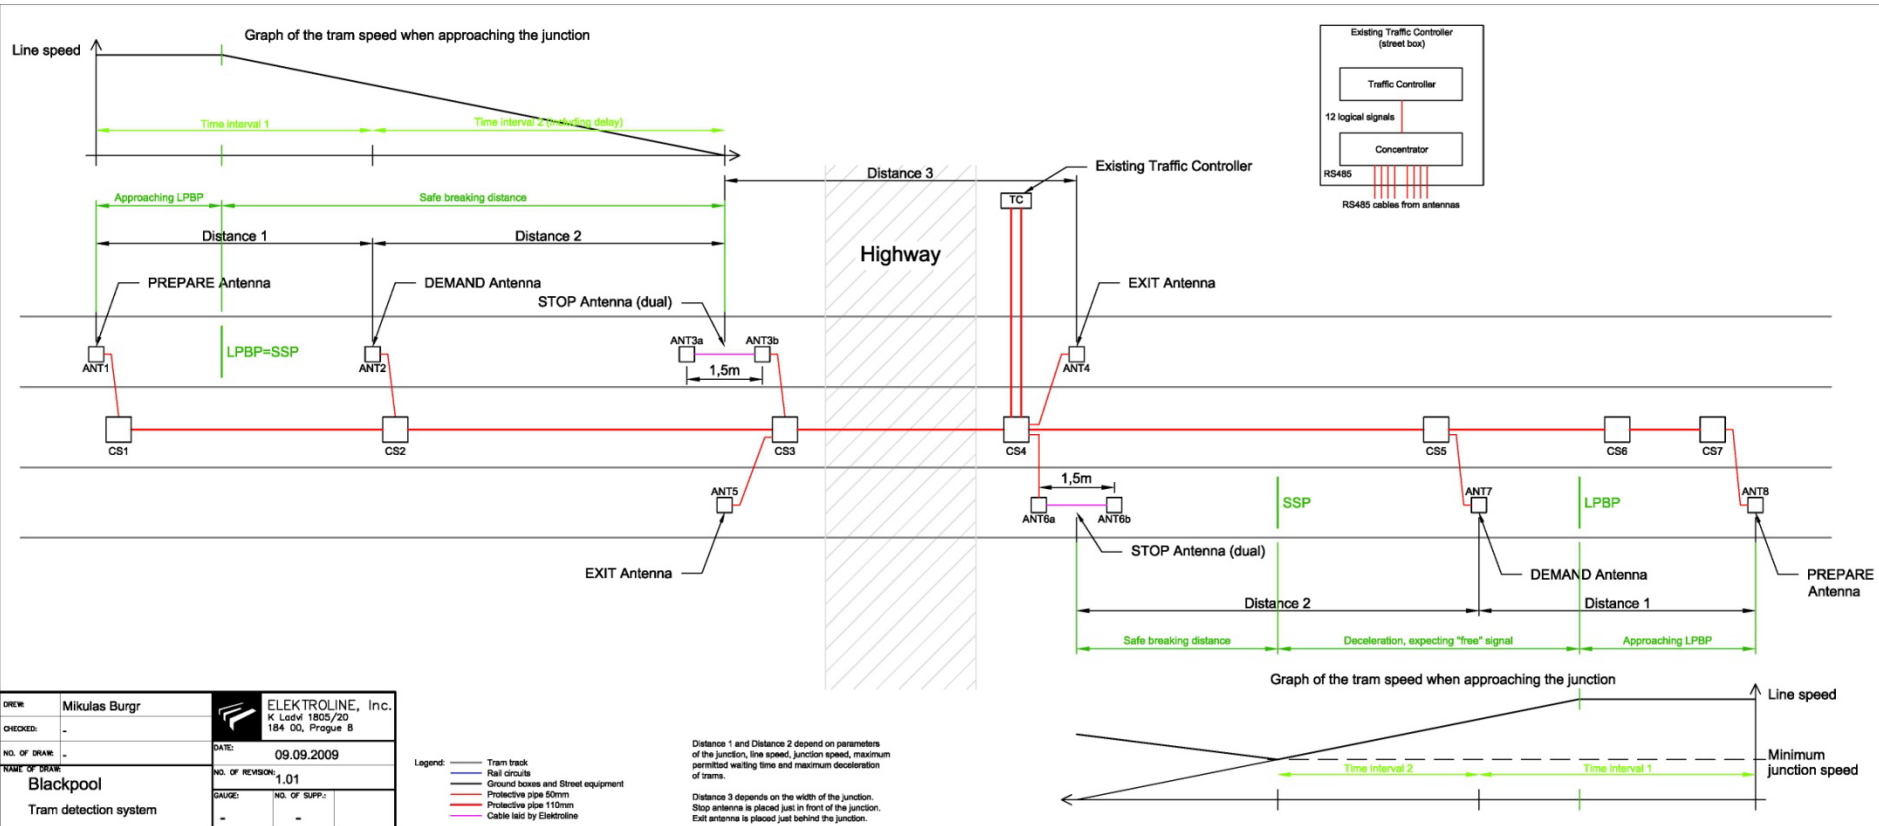 Graph of the tram speed when approaching the junction
Line speed
Time interval 1
Time interval 2 (including delay)
Existing Traffic Controller
(street box)
Traffic Controller
12 logical signals
Concentrator
RS485
RS485 cables from antennas
Distance 3
Existing Traffic Controller
TC
Approaching LPBP
Safe breaking distance
Distance 1
Distance 2
Highway
PREPARE Antenna
DEMAND Antenna
STOP Antenna (dual)
EXIT Antenna
ANT1
LPBP=SSP
ANT2
ANT3a
ANT3b
1,5m
ANT4
CS1
CS2
CS3
CS4
CS5
CS6
CS7
ANT5
1,5m
ANT6a
ANT6b
SSP
ANT7
LPBP
ANT8
EXIT Antenna
STOP Antenna (dual)
DEMAND Antenna
PREPARE
Antenna
Distance 2
Distance 1
Safe breaking distance
Deceleration, expecting "free" signal
Approaching LPBP
Graph of the tram speed when approaching the junction
Line speed
Minimum
junction speed
Time interval 2
Time interval 1
DREW:
Mikulas Burgr
CHECKED:
-
NO. OF DRAW:
-
NAME OF DRAW:
Blackpool
Tram detection system
ELEKTROLINE, Inc.
K Ladví 1805/20
184 00, Prague 8
DATE:
09.09.2009
NO. OF REVISION:
1.01
GAUGE:
-
NO. OF SUPP.:
-
Legend:
Tram track
Rail circuits
Ground boxes and Street equipment
Protective pipe 50mm
Protective pipe 110mm
Cable laid by Elektroline
Distance 1 and Distance 2 depend on parameters
of the junction, line speed, junction speed, maximum
permitted waiting time and maximum deceleration
of trams.
Distance 3 depends on the width of the junction.
Stop antenna is placed just in front of the junction.
Exit antenna is placed just behind the junction.